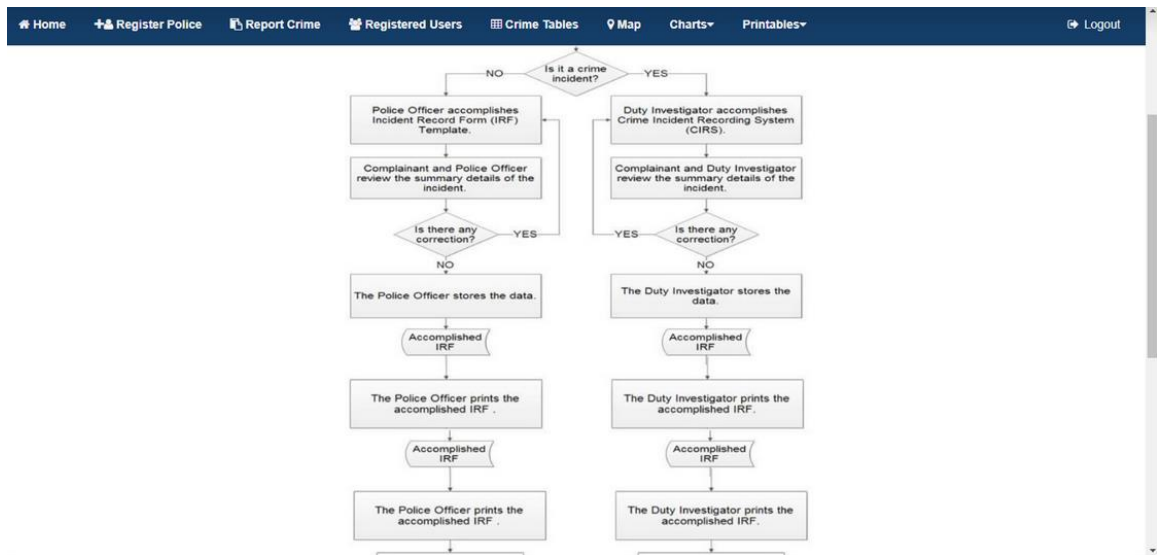 Home
Register Police
Report Crime
Registered Users
Crime Tables
Map
Charts
Printables
Logout
Is it a crime
incident?
NO
YES
Police Officer accomplishes
Incident Record Form (IRF)
Template.
Duty Investigator accomplishes
Crime Incident Recording System
(CIRS).
Complainant and Police Officer
review the summary details of the
incident.
Complainant and Duty Investigator
review the summary details of the
incident.
Is there any
correction?
YES
YES
Is there any
correction?
NO
NO
The Police Officer stores the data.
The Duty Investigator stores the
data.
Accomplished
IRF
Accomplished
IRF
The Police Officer prints the
accomplished IRF .
The Duty Investigator prints the
accomplished IRF.
Accomplished
IRF
Accomplished
IRF
The Police Officer prints the
accomplished IRF .
The Duty Investigator prints the
accomplished IRF.